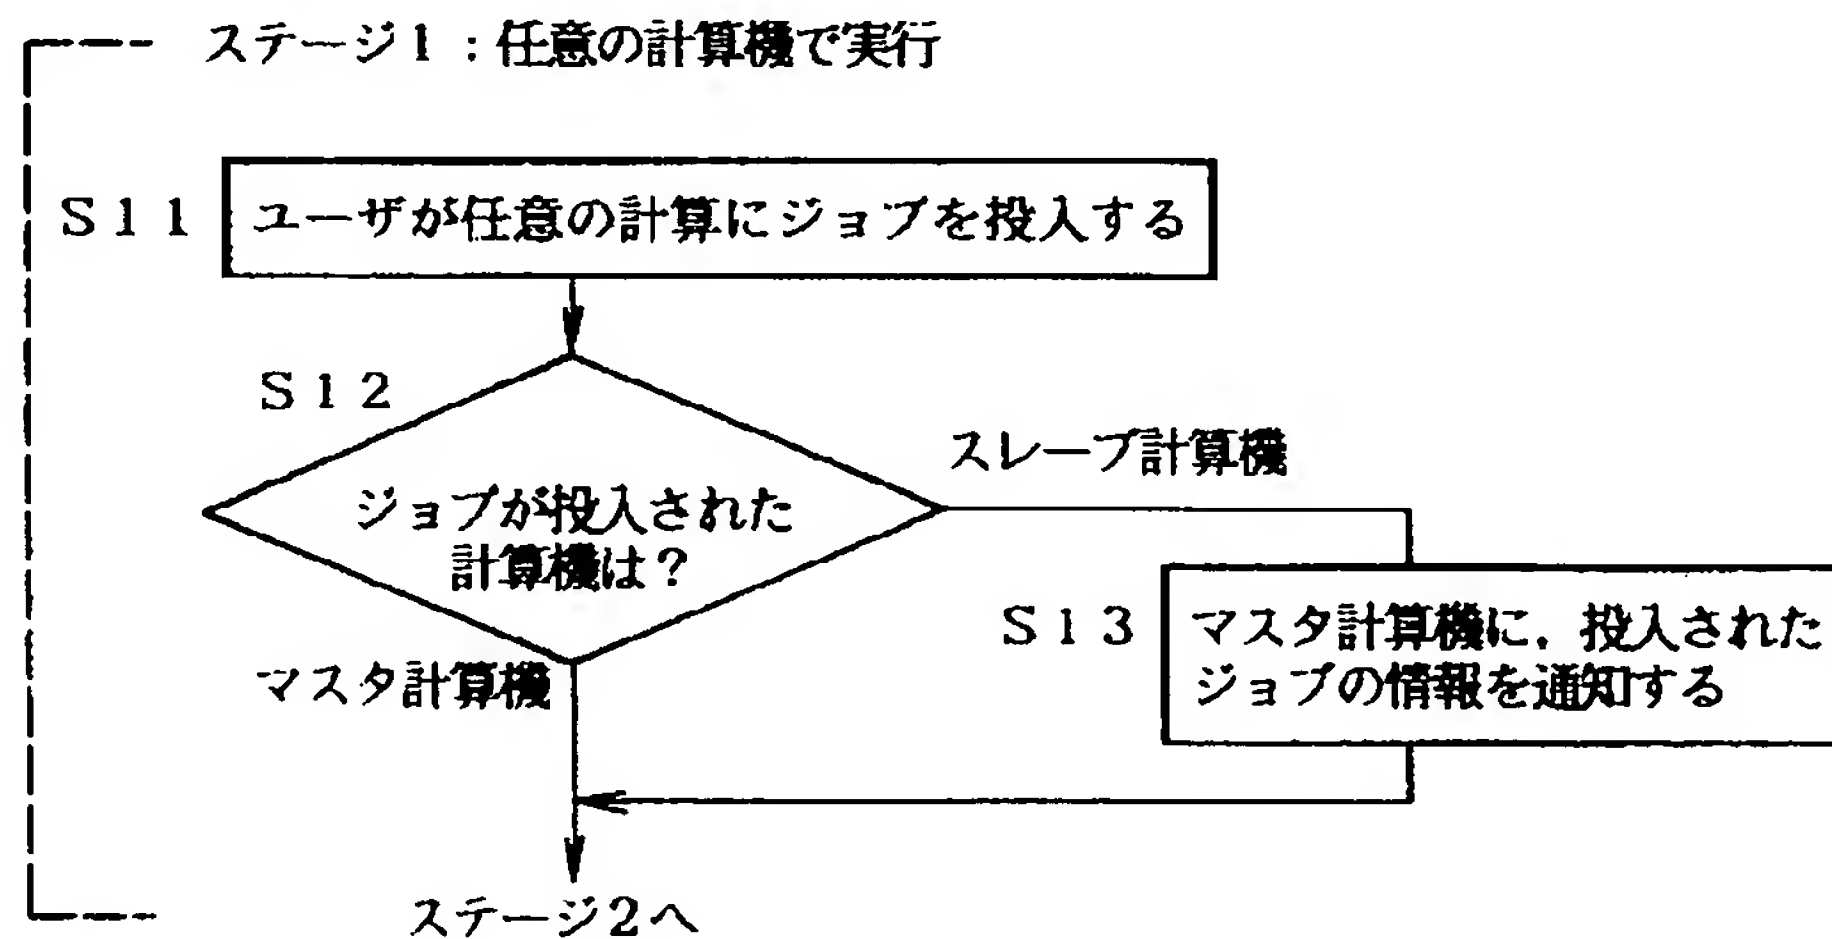 ステージ1：任意の計算機で実行
S11
ユーザが任意の計算にジョブを投入する
S12
スレーブ計算機
ジョブが投入された
計算機は？
S13
マスタ計算機に，投入された
ジョブの情報を通知する
マスタ計算機
ステージ2へ